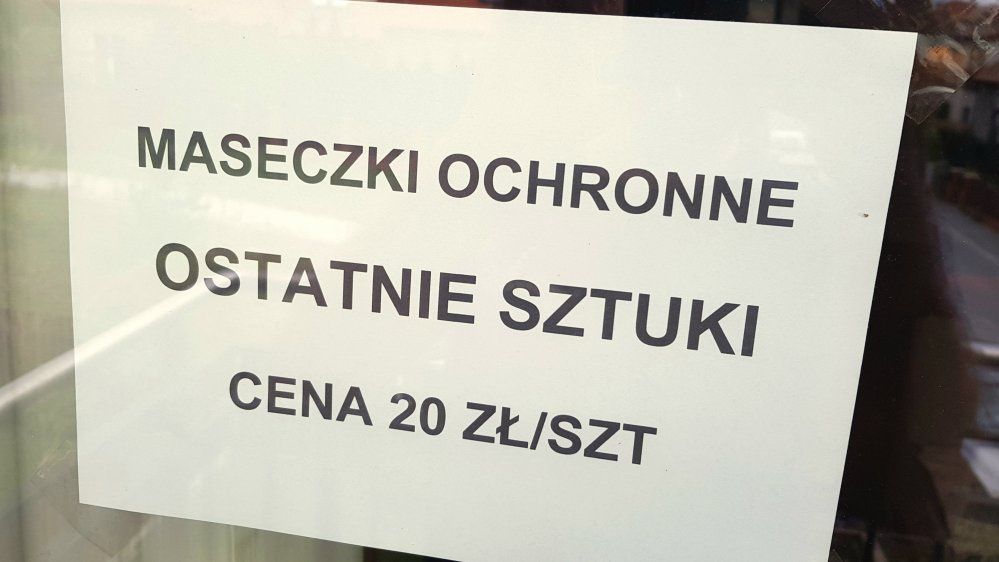 MASECZKI OCHRONNE
OSTATNIE SZTUKI
CENA 20 ZŁ/SZT